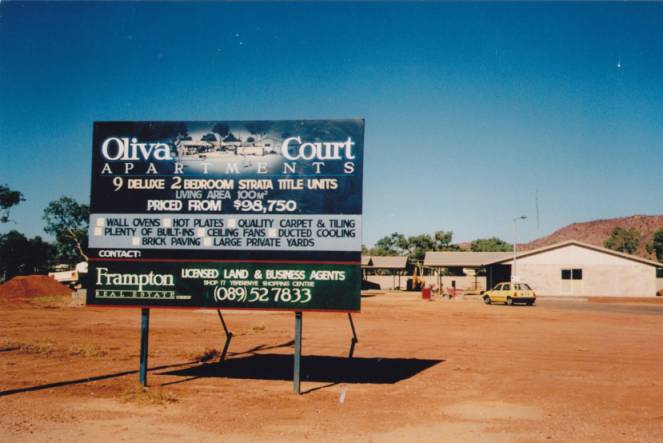 Oliva Court
APARTMENTS
9 DELUXE 2 BEDROOM STRATA TITLE UNITS
LIVING AREA 100M²
PRICED FROM $98,750
WALL OVENS HOT PLATES QUALITY CARPET & TILING
PLENTY OF BUILT-INS CEILING FANS DUCTED COOLING
BRICK PAVING LARGE PRIVATE YARDS
CONTACT:
Frampton LICENSED LAND & BUSINESS AGENTS
REAL ESTATE SHOP 17 YEPERENYE SHOPPING CENTRE
(089) 52 7833